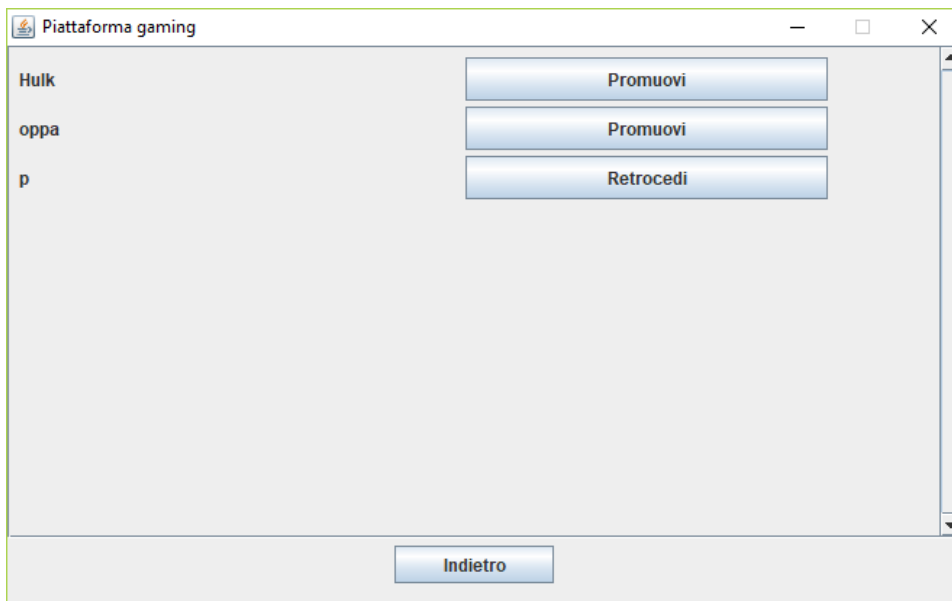 Piattaforma gaming
Hulk Promuovi
oppa Promuovi
p Retrocedi
Indietro